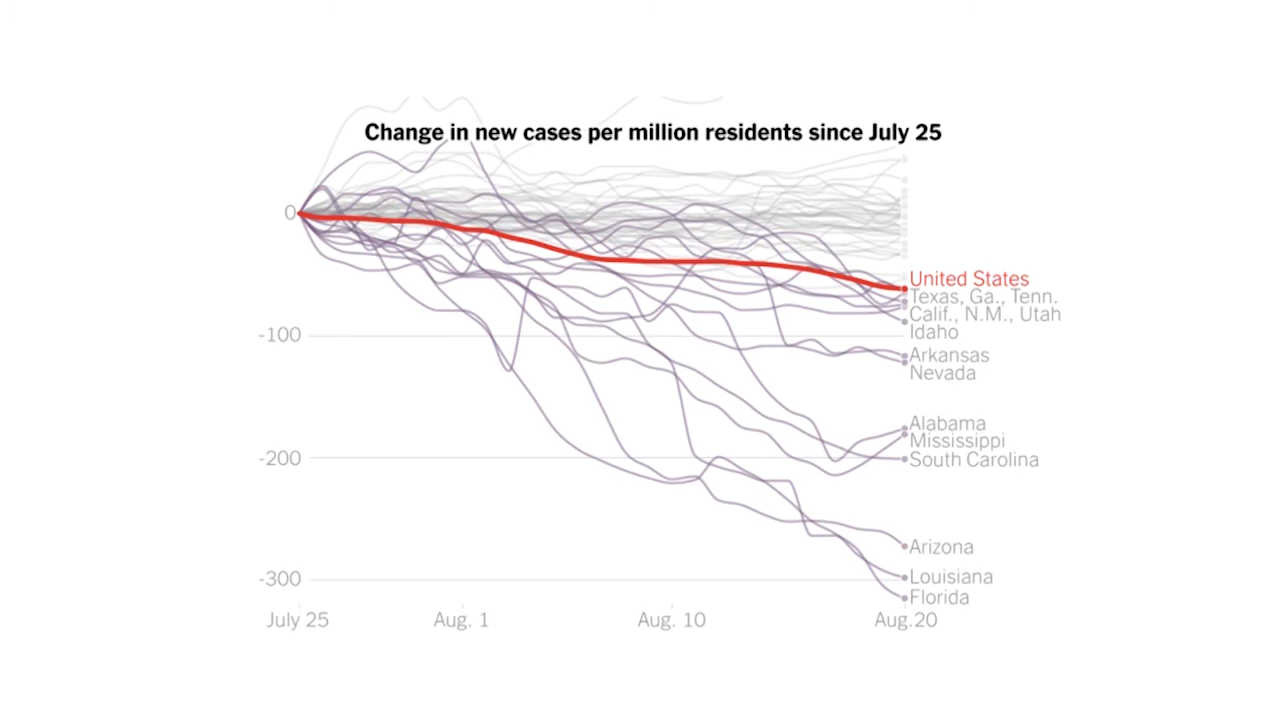 Change in new cases per million residents since July 25
0
United States
Texas, Ga., Tenn.
Calif., N.M., Utah
Idaho
-100
Arkansas
Nevada
Alabama
Mississippi
-200
South Carolina
Arizona
Louisiana
-300
Florida
July 25
Aug. 1
Aug. 10
Aug.20